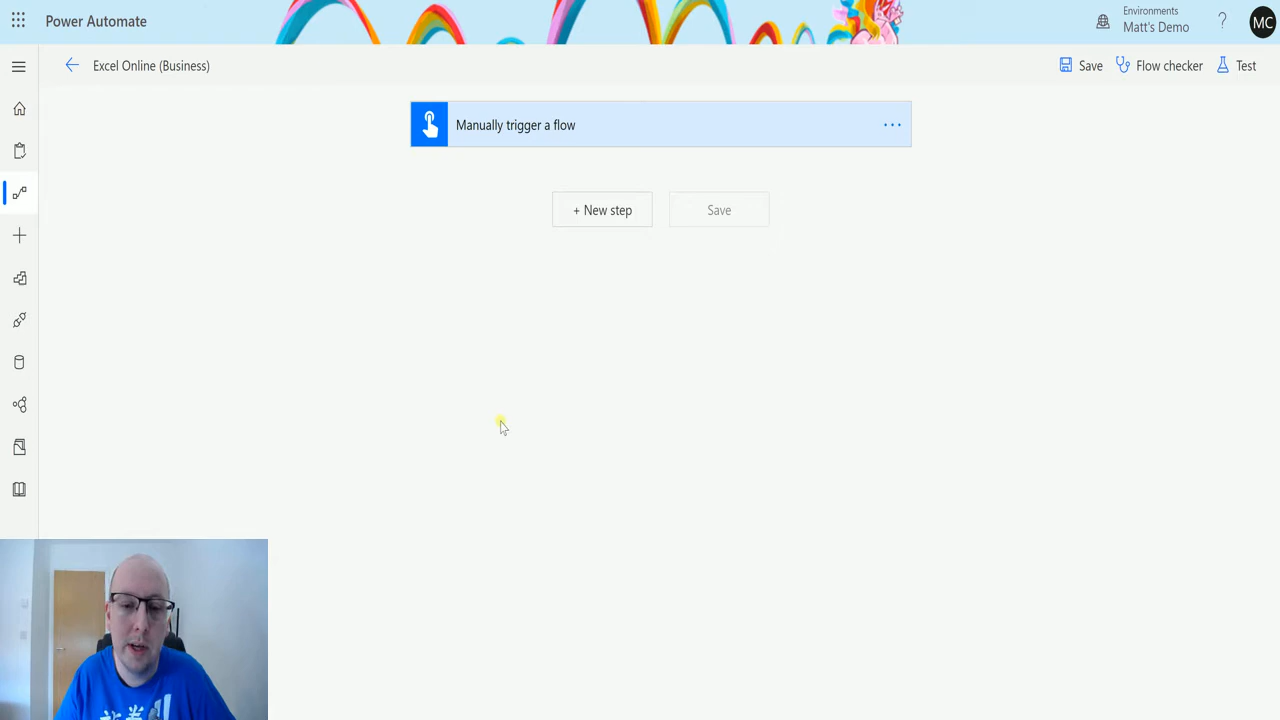 Power Automate
Environments
Matt's Demo
?
MC
Excel Online (Business)
Save
Flow checker
Test
Manually trigger a flow
...
+ New step
Save